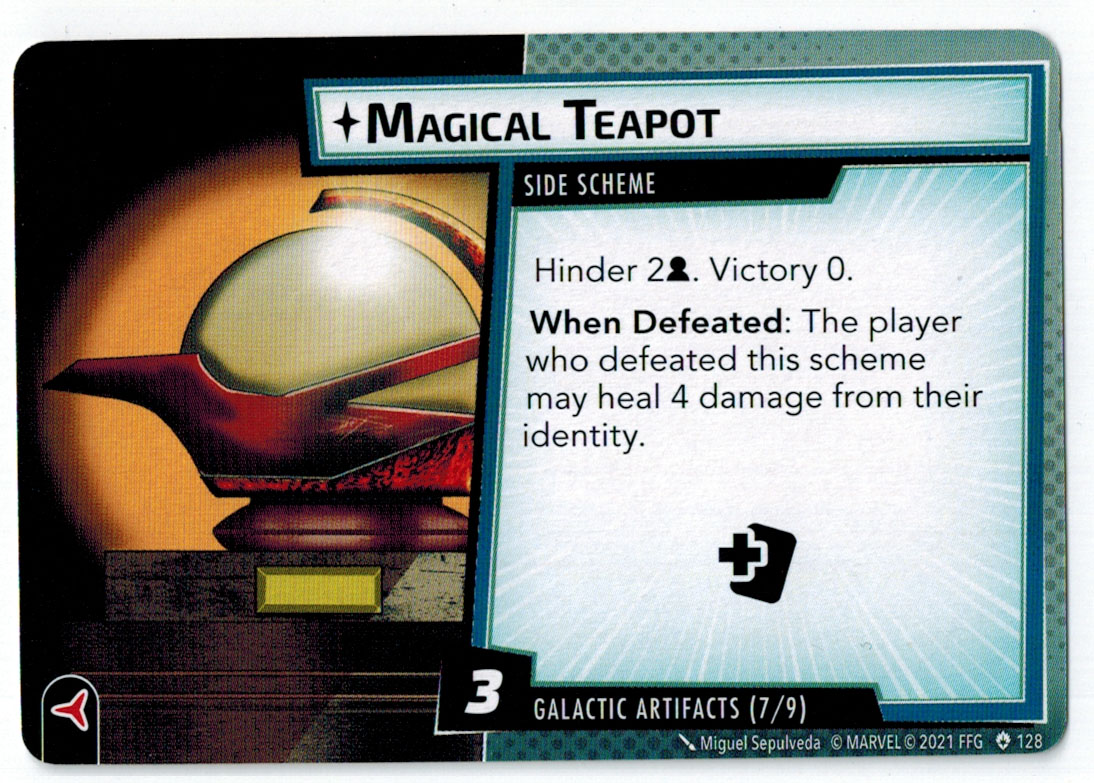 MAGICAL TEAPOT
SIDE SCHEME
Hinder 2. Victory 0.
When Defeated: The player
who defeated this scheme
may heal 4 damage from their
identity.
3
GALACTIC ARTIFACTS (7/9)
Miguel Sepulveda © MARVEL © 2021 FFG 128